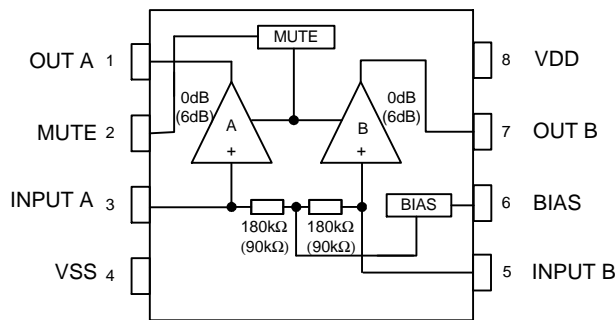 MUTE
OUT A 1
8 VDD
0dB
(6dB)
A
+
B
+
0dB
(6dB)
MUTE 2
7 OUT B
INPUT A 3
BIAS
6 BIAS
180kΩ
(90kΩ)
180kΩ
(90kΩ)
VSS 4
5 INPUT B